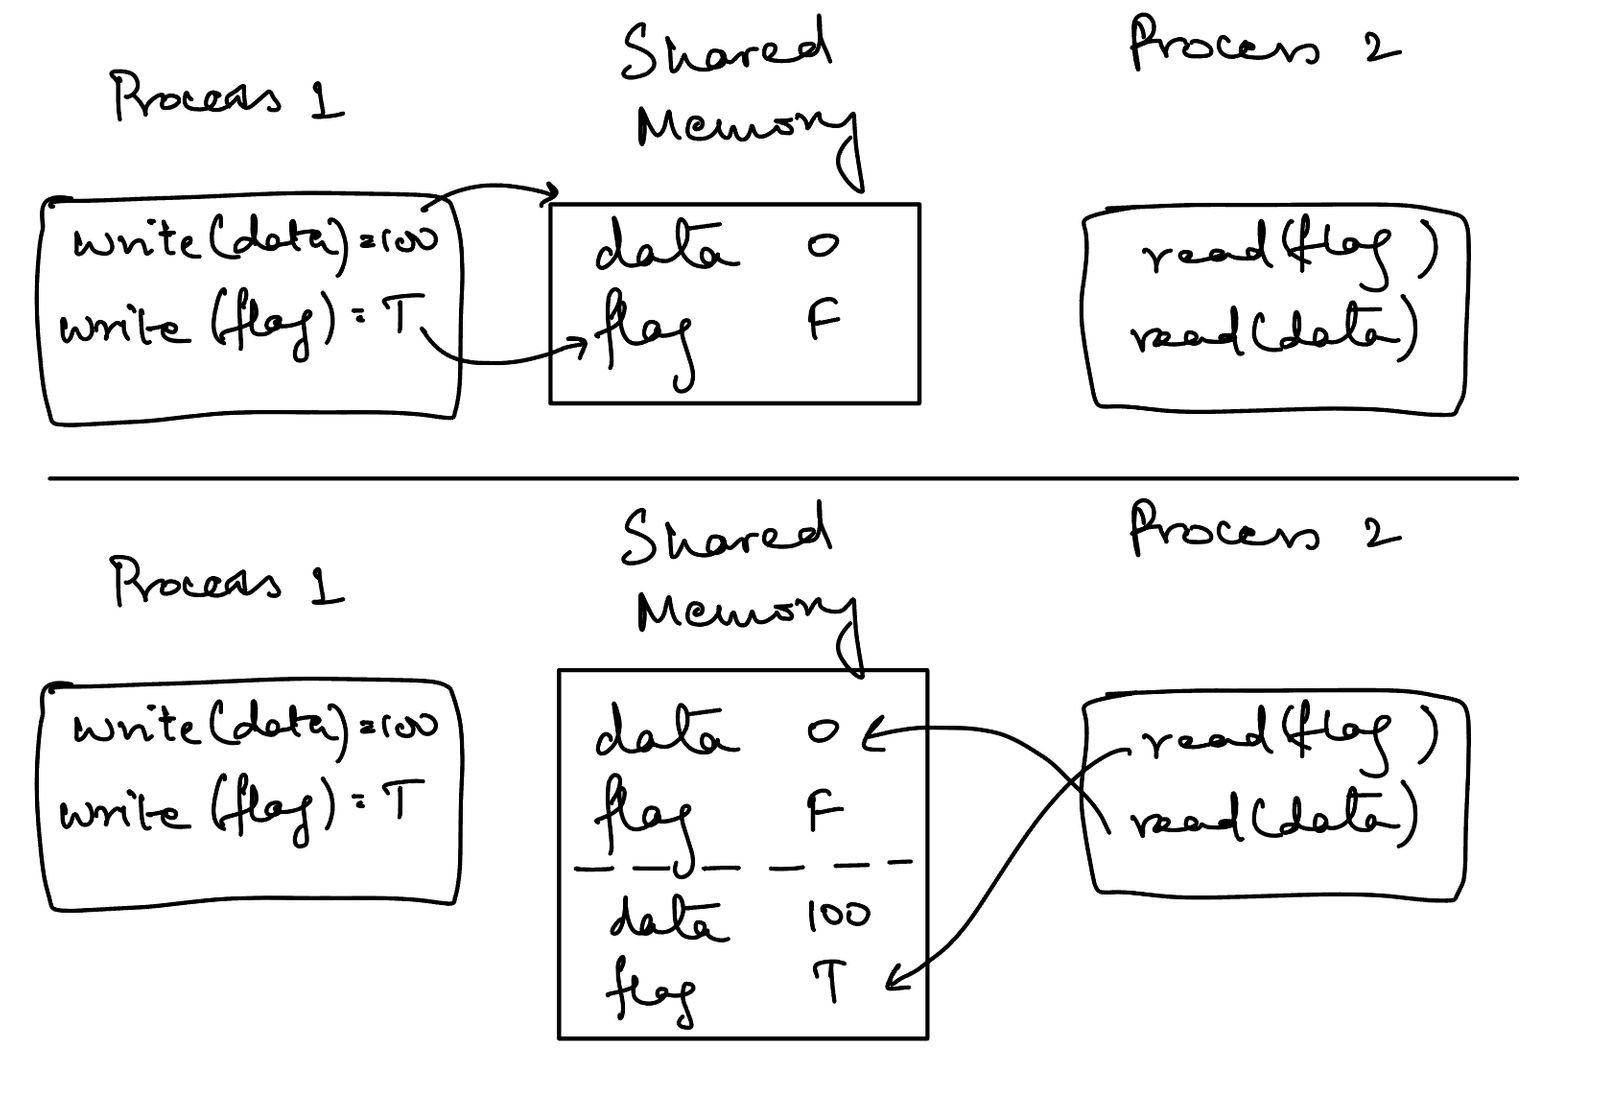 Process 1
Shared
Memory
Process 2
write(data)=100
write (flag) = T
data 0
flag F
read(flag)
read(data)
Process 1
Shared
Memory
Process 2
write(data)=100
write (flag) = T
data 0
flag F
data 100
flag T
read(flag)
read(data)